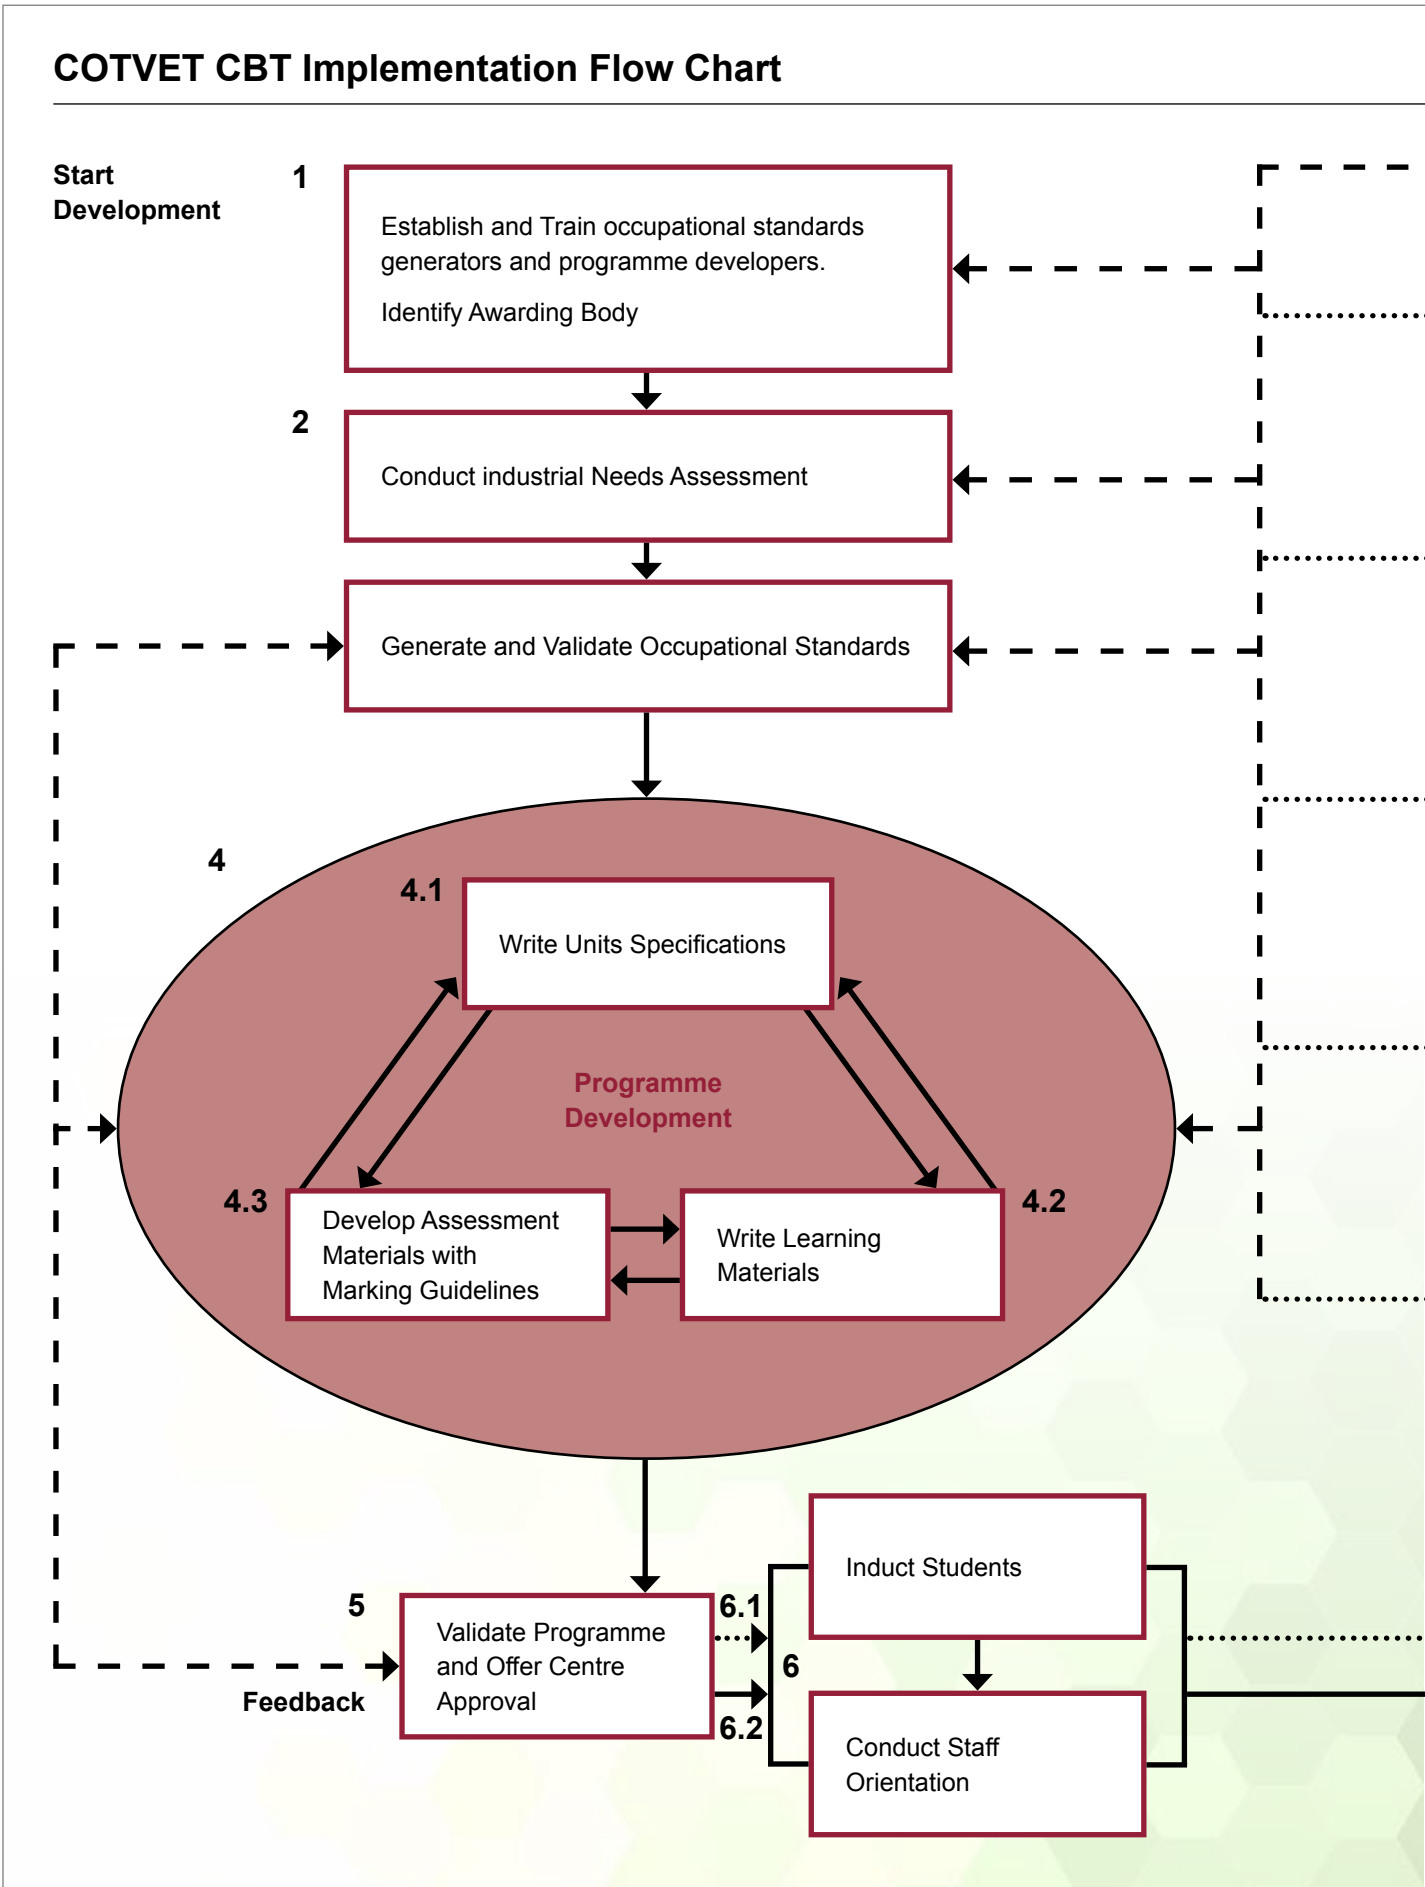 COTVET CBT Implementation Flow Chart
Start
Development
1
Establish and Train occupational standards
generators and programme developers.
Identify Awarding Body
2
Conduct industrial Needs Assessment
Generate and Validate Occupational Standards
4
4.1
Write Units Specifications
Programme
Development
4.3
Develop Assessment
Materials with
Marking Guidelines
4.2
Write Learning
Materials
5
Validate Programme
and Offer Centre
Approval
Feedback
6.1
6
6.2
Induct Students
Conduct Staff
Orientation